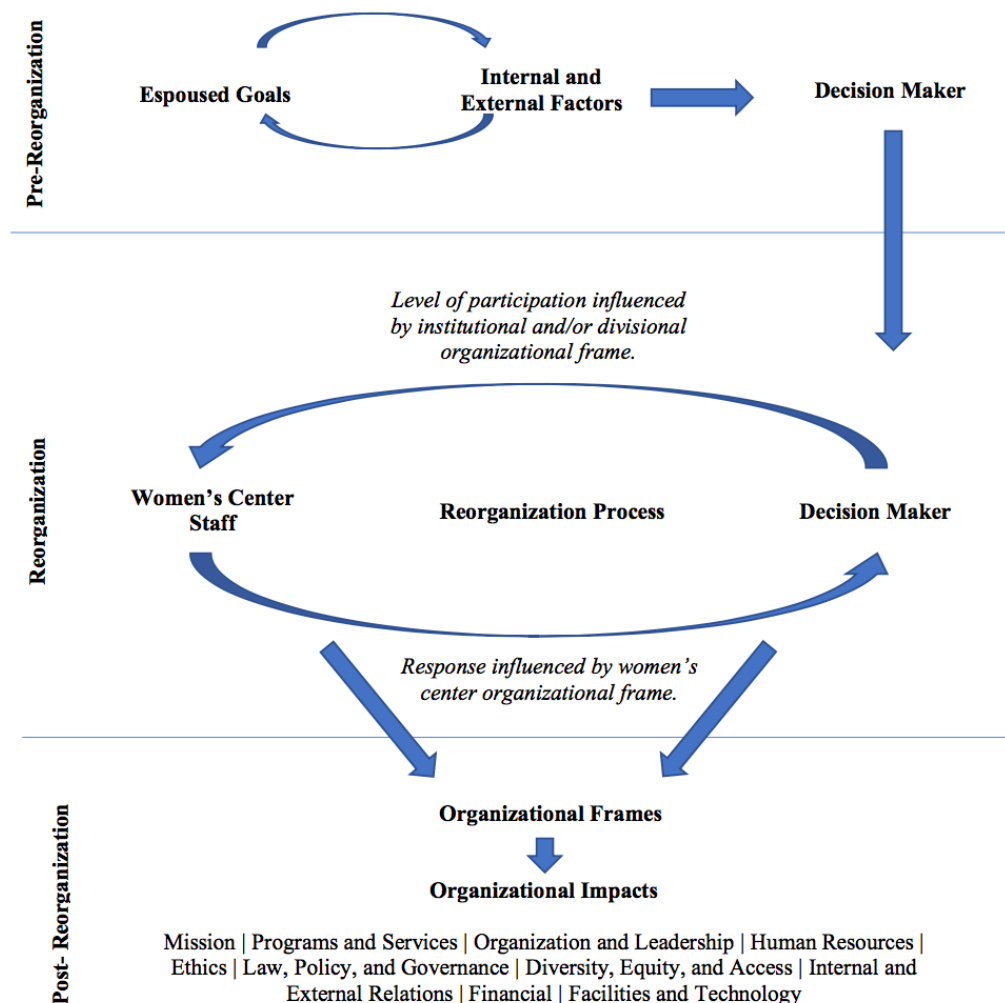 Pre-Reorganization
Espoused Goals
Internal and
External Factors
Decision Maker
Reorganization
Level of participation influenced
by institutional and/or divisional
organizational frame.
Women’s Center
Staff
Reorganization Process
Decision Maker
Response influenced by women’s
center organizational frame.
Post- Reorganization
Organizational Frames
Organizational Impacts
Mission | Programs and Services | Organization and Leadership | Human Resources |
Ethics | Law, Policy, and Governance | Diversity, Equity, and Access | Internal and
External Relations | Financial | Facilities and Technology